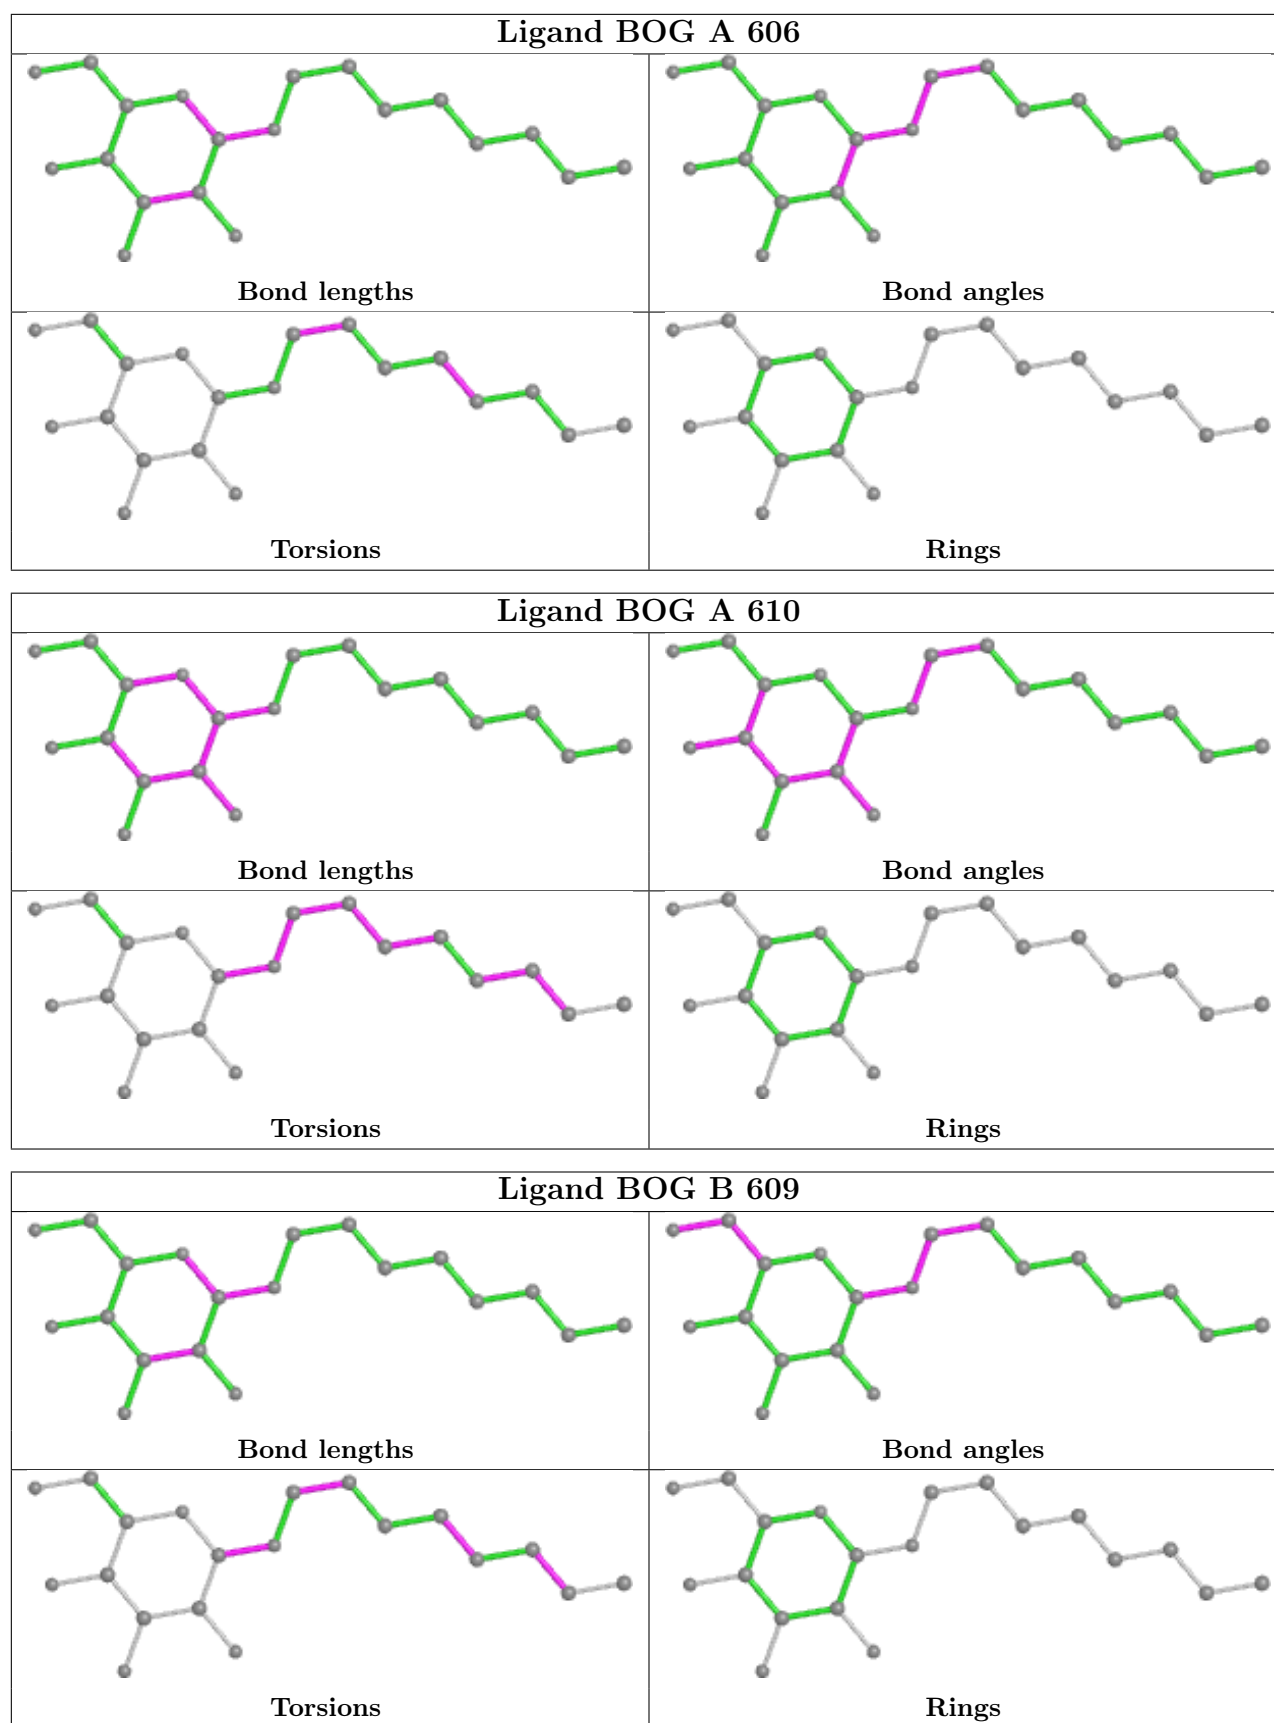 Ligand BOG A 606
Bond lengths
Bond angles
Torsions
Rings
Ligand BOG A 610
Bond lengths
Bond angles
Torsions
Rings
Ligand BOG B 609
Bond lengths
Bond angles
Torsions
Rings